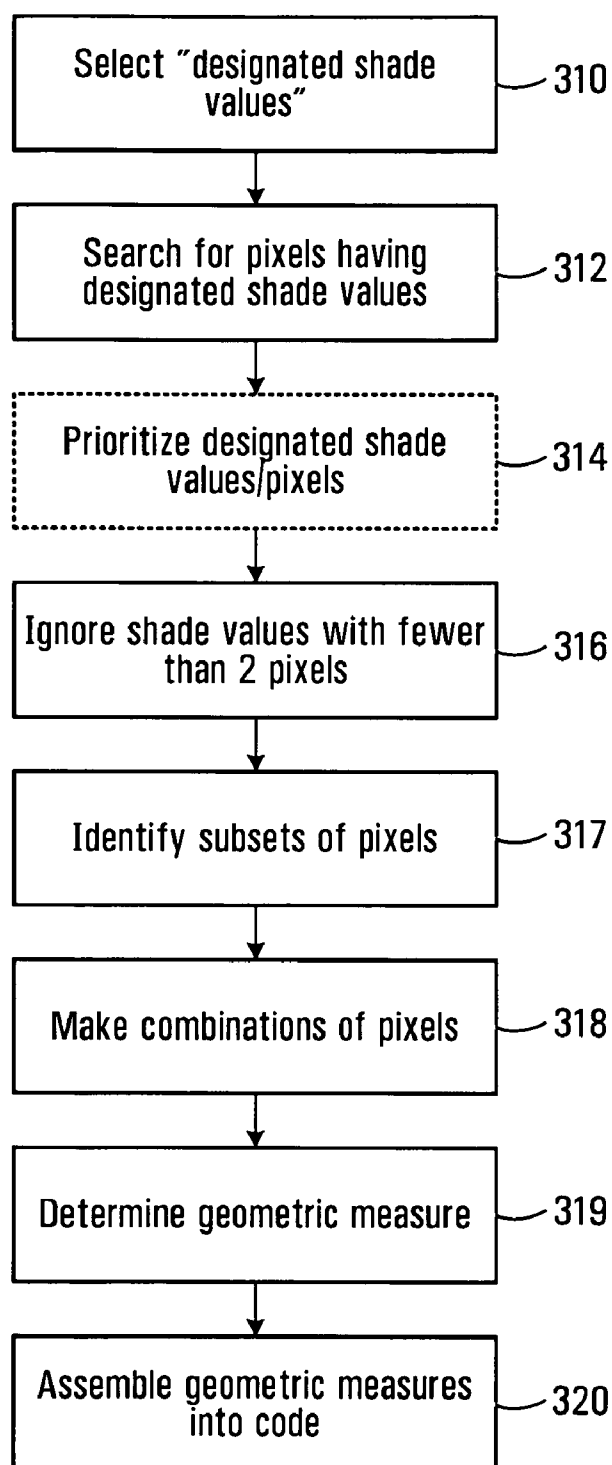 Select "designated shade
values"
310
Search for pixels having
designated shade values
312
Prioritize designated shade
values/pixels
314
Ignore shade values with fewer
than 2 pixels
316
Identify subsets of pixels
317
Make combinations of pixels
318
Determine geometric measure
319
Assemble geometric measures
into code
320